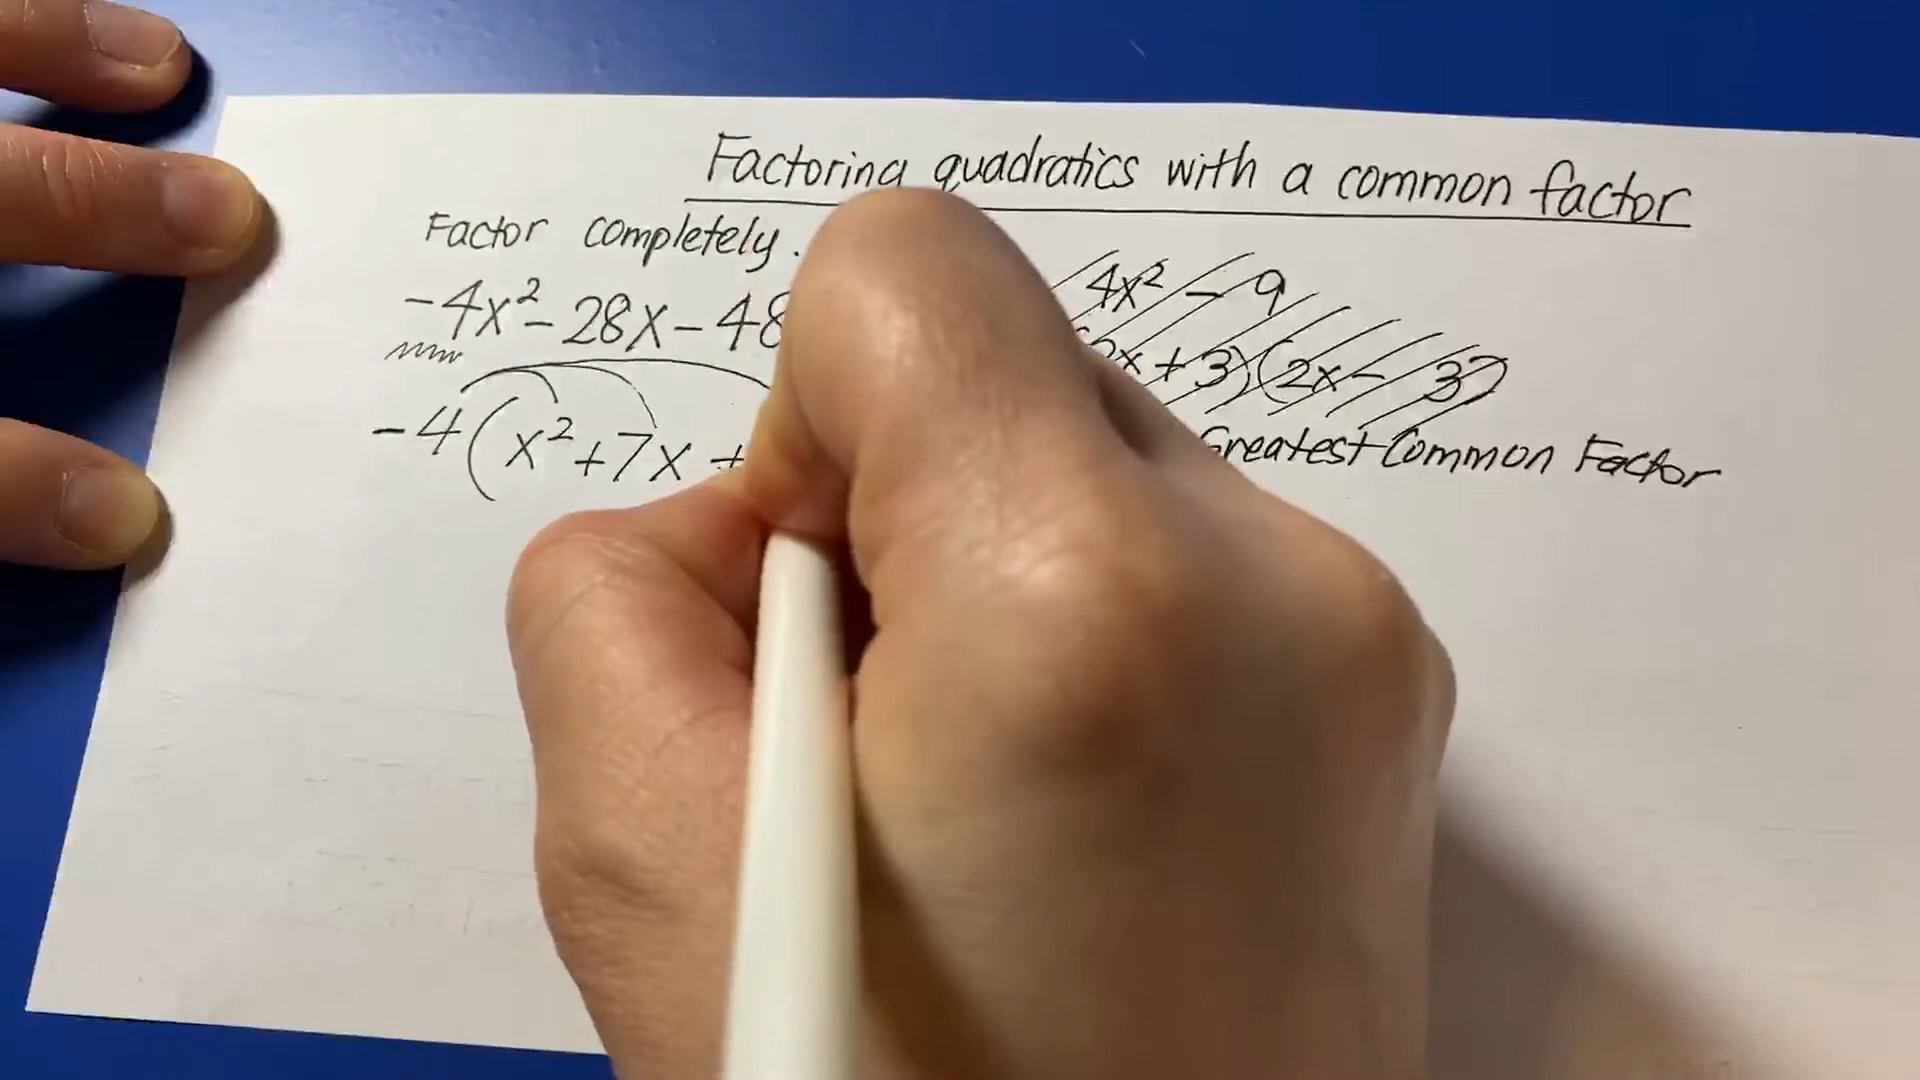 Factoring quadratics with a common factor
Factor completely.
-4x² - 28x - 48
4x² - 9
2x + 3)(2x - 3)
-4(x² + 7x +
Greatest Common Factor